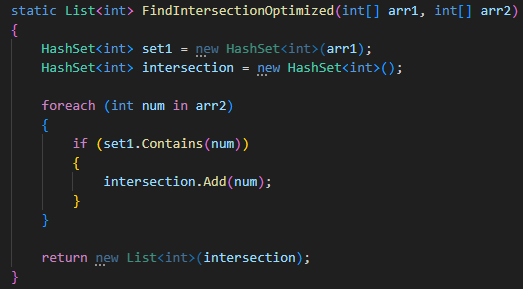 static List<int> FindIntersectionOptimized(int[] arr1, int[] arr2)
{
    HashSet<int> set1 = new HashSet<int>(arr1);
    HashSet<int> intersection = new HashSet<int>();

    foreach (int num in arr2)
    {
        if (set1.Contains(num))
        {
            intersection.Add(num);
        }
    }

    return new List<int>(intersection);
}